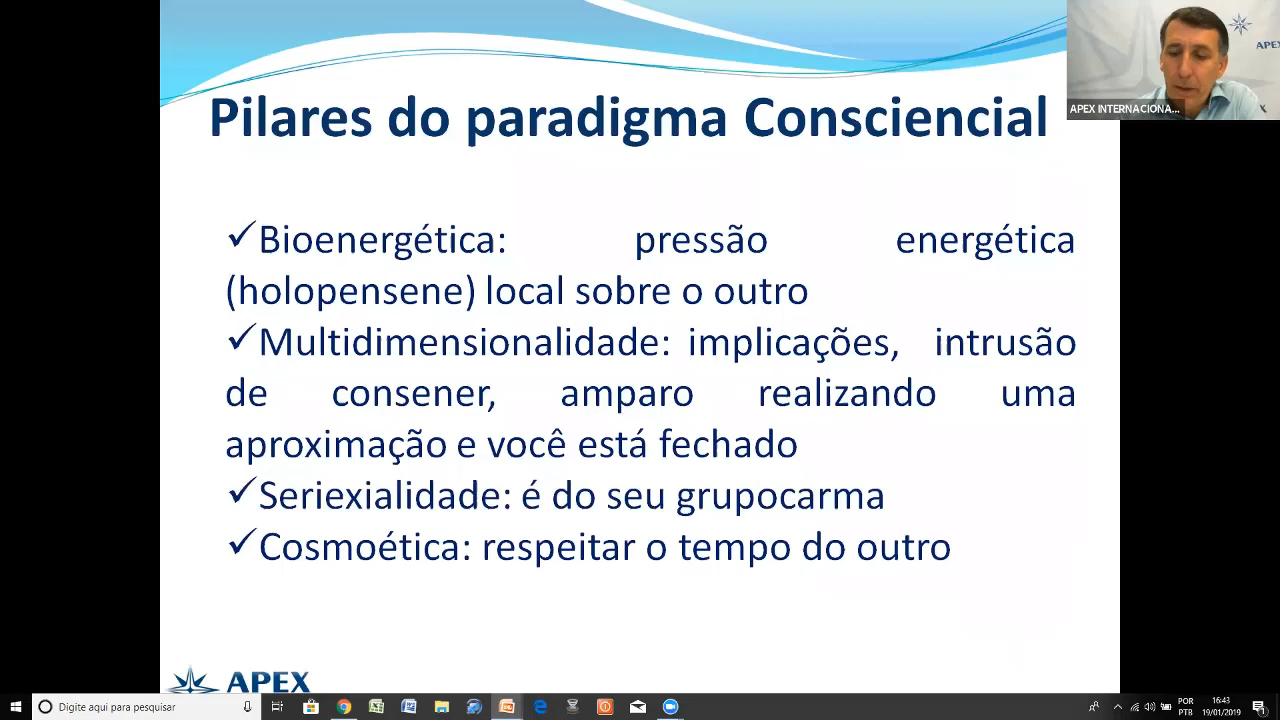 APEX
APEX INTERNACIONA...
Pilares do paradigma Consciencial
✓Bioenergética: pressão energética
(holopensene) local sobre o outro
✓Multidimensionalidade: implicações, intrusão
de consener, amparo realizando uma
aproximação e você está fechado
✓Seriexialidade: é do seu grupocarma
✓Cosmoética: respeitar o tempo do outro
APEX
Digite aqui para pesquisar
POR
PTB
16:43
19/01/2019